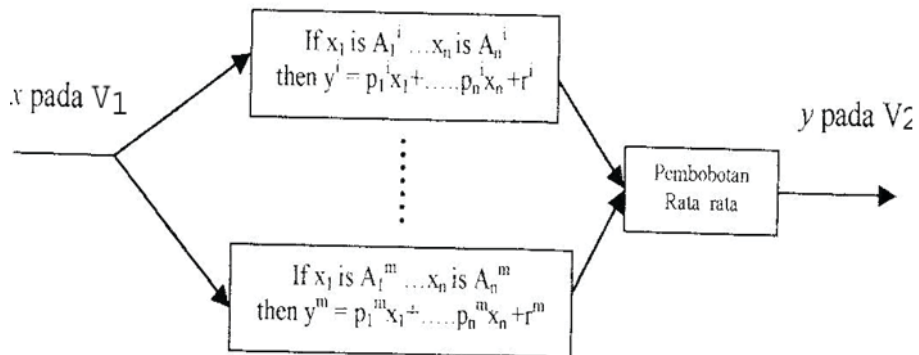 x pada V1
If x₁ is A₁ⁱ ...xₙ is Aₙⁱ
then yⁱ = p₁ⁱx₁+.....pₙⁱxₙ +rⁱ
If x₁ is A₁ᵐ ...xₙ is Aₙᵐ
then yᵐ = p₁ᵐx₁+.....pₙᵐxₙ +rᵐ
Pembobotan
Rata rata
y pada V2